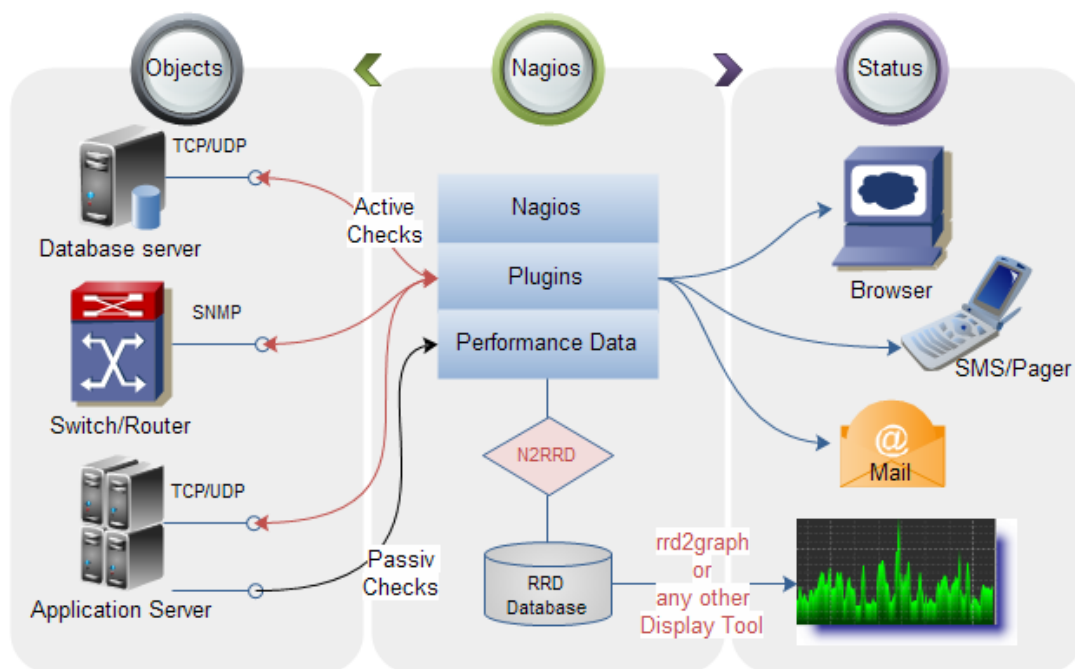 Objects
Nagios
Status
TCP/UDP
Database server
SNMP
Switch/Router
TCP/UDP
Application Server
Active
Checks
Passiv
Checks
Nagios
Plugins
Performance Data
N2RRD
RRD
Database
rrd2graph
or
any other
Display Tool
Browser
SMS/Pager
@
Mail